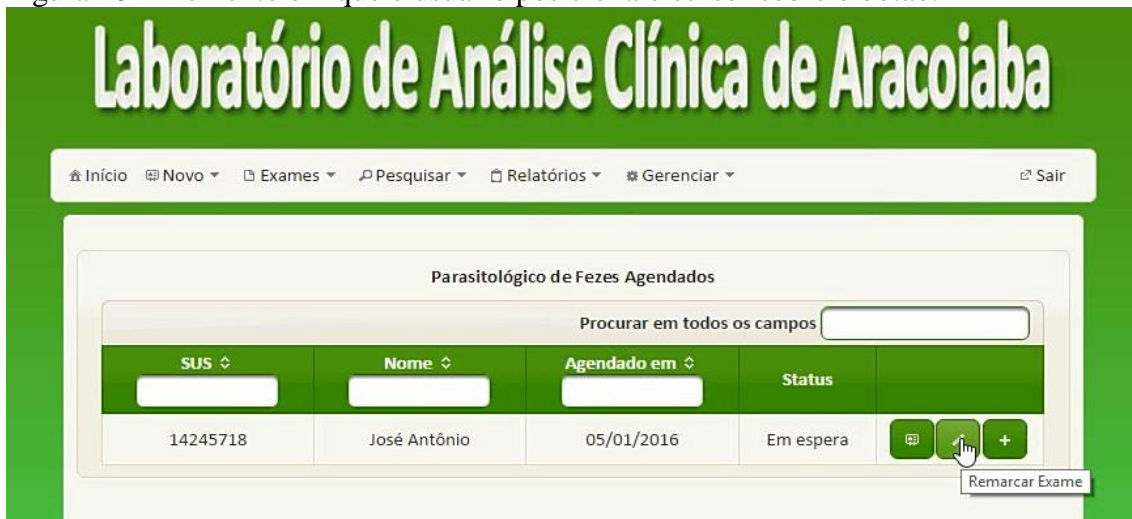 Laboratório de Análise Clínica de Aracoiaba
Início Novo Exames Pesquisar Relatórios Gerenciar Sair
Parasitológico de Fezes Agendados
Procurar em todos os campos
SUS Nome Agendado em Status
14245718 José Antônio 05/01/2016 Em espera +
Remarcar Exame